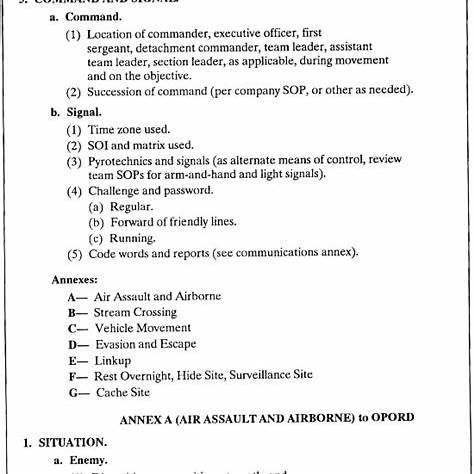 5. COMMAND AND SIGNAL.
a. Command.
(1) Location of commander, executive officer, first
sergeant, detachment commander, team leader, assistant
team leader, section leader, as applicable, during movement
and on the objective.
(2) Succession of command (per company SOP, or other as needed).
b. Signal.
(1) Time zone used.
(2) SOI and matrix used.
(3) Pyrotechnics and signals (as alternate means of control, review
team SOPs for arm-and-hand and light signals).
(4) Challenge and password.
(a) Regular.
(b) Forward of friendly lines.
(c) Running.
(5) Code words and reports (see communications annex).
Annexes:
A— Air Assault and Airborne
B— Stream Crossing
C— Vehicle Movement
D— Evasion and Escape
E— Linkup
F— Rest Overnight, Hide Site, Surveillance Site
G— Cache Site
ANNEX A (AIR ASSAULT AND AIRBORNE) to OPORD
1. SITUATION.
a. Enemy.